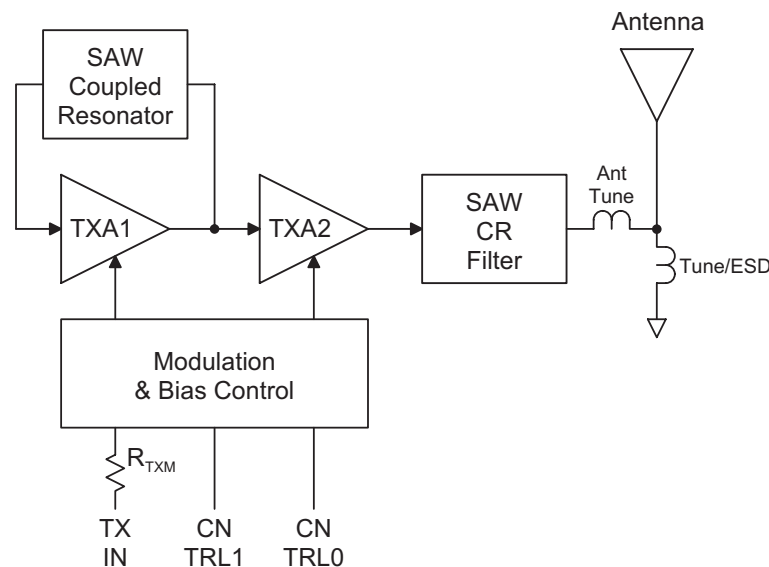 Antenna
SAW
Coupled
Resonator
Ant
Tune
TXA1
TXA2
SAW
CR
Filter
Tune/ESD
Modulation
& Bias Control
RTXM
TX
IN
CN
TRL1
CN
TRL0